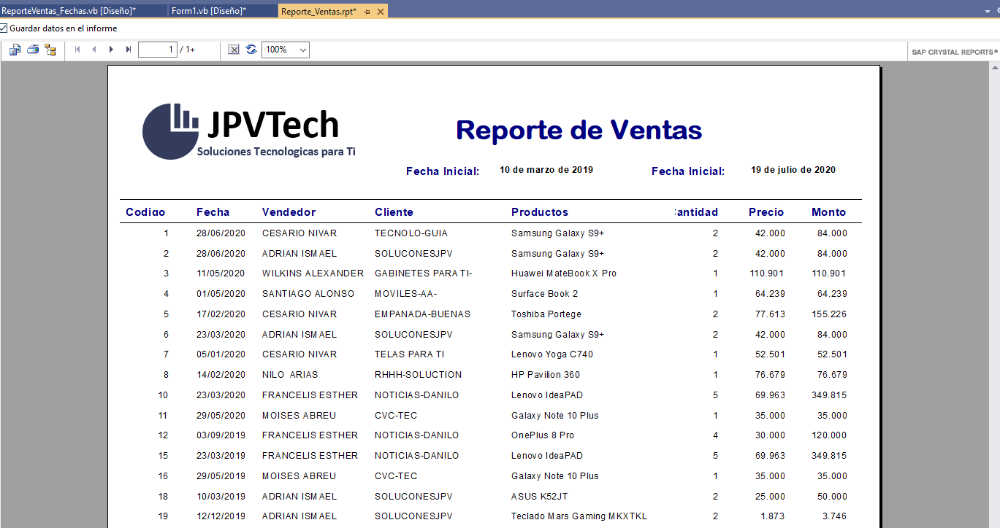 ReporteVentas_Fechas.vb [Diseño]* Form1.vb [Diseño]* Reporte_Ventas.rpt*
Guardar datos en el informe
1 / 1+ 100% SAP CRYSTAL REPORTS®
JPVTech
Soluciones Tecnologicas para Ti
Reporte de Ventas
Fecha Inicial: 10 de marzo de 2019 Fecha Inicial: 19 de julio de 2020
Codigo Fecha Vendedor Cliente Productos Cantidad Precio Monto
1 28/06/2020 CESARIO NIVAR TECNOLO-GUIA Samsung Galaxy S9+ 2 42.000 84.000
2 28/06/2020 ADRIAN ISMAEL SOLUCONESJPV Samsung Galaxy S9+ 2 42.000 84.000
3 11/05/2020 WILKINS ALEXANDER GABINETES PARA TI- Huawei MateBook X Pro 1 110.901 110.901
4 01/05/2020 SANTIAGO ALONSO MOVILES-AA- Surface Book 2 1 64.239 64.239
5 17/02/2020 CESARIO NIVAR EMPANADA-BUENAS Toshiba Portege 2 77.613 155.226
6 23/03/2020 ADRIAN ISMAEL SOLUCONESJPV Samsung Galaxy S9+ 2 42.000 84.000
7 05/01/2020 CESARIO NIVAR TELAS PARA TI Lenovo Yoga C740 1 52.501 52.501
8 14/02/2020 NILO ARIAS RHHH-SOLUCTION HP Pavilion 360 1 76.679 76.679
10 23/03/2020 FRANCELIS ESTHER NOTICIAS-DANILO Lenovo IdeaPAD 5 69.963 349.815
11 29/05/2020 MOISES ABREU CVC-TEC Galaxy Note 10 Plus 1 35.000 35.000
12 03/09/2019 FRANCELIS ESTHER NOTICIAS-DANILO OnePlus 8 Pro 4 30.000 120.000
15 23/03/2019 FRANCELIS ESTHER NOTICIAS-DANILO Lenovo IdeaPAD 5 69.963 349.815
16 29/05/2019 MOISES ABREU CVC-TEC Galaxy Note 10 Plus 1 35.000 35.000
18 10/03/2019 ADRIAN ISMAEL SOLUCONESJPV ASUS K52JT 2 25.000 50.000
19 12/12/2019 ADRIAN ISMAEL SOLUCONESJPV Teclado Mars Gaming MKXTKL 2 1.873 3.746